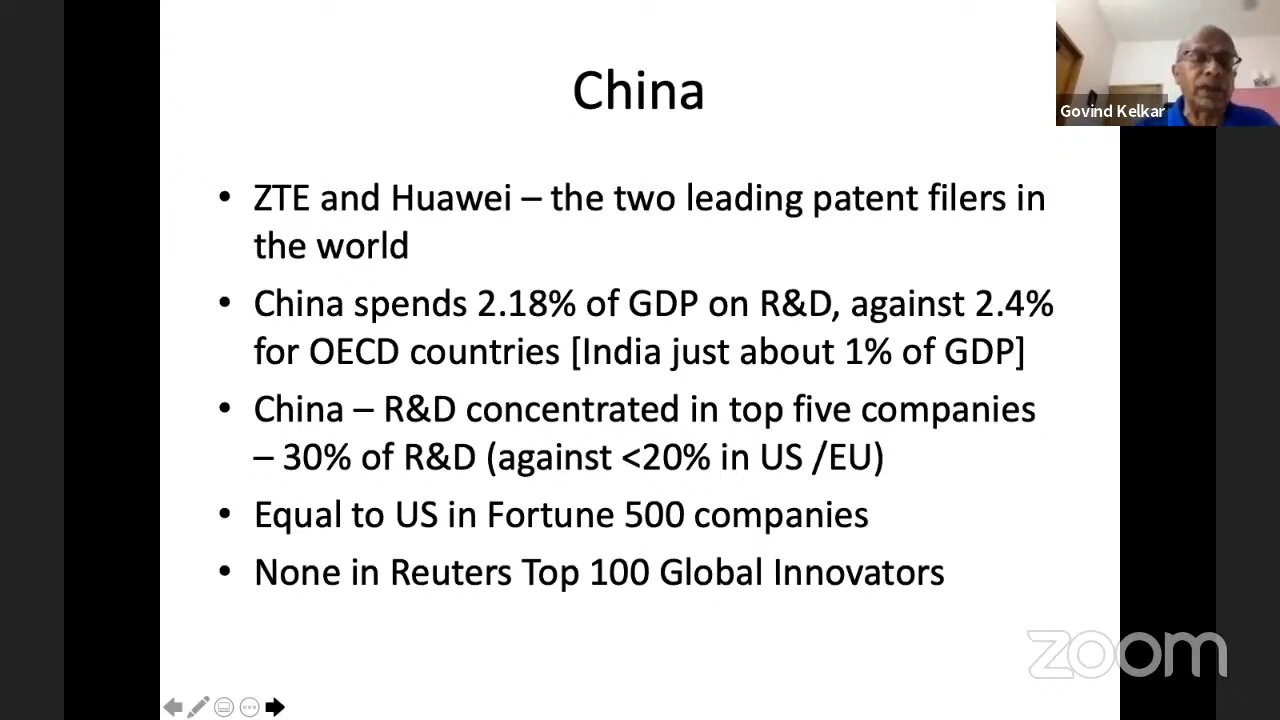 China
Govind Kelkar
• ZTE and Huawei – the two leading patent filers in
the world
• China spends 2.18% of GDP on R&D, against 2.4%
for OECD countries [India just about 1% of GDP]
• China – R&D concentrated in top five companies
– 30% of R&D (against <20% in US /EU)
• Equal to US in Fortune 500 companies
• None in Reuters Top 100 Global Innovators
zoom